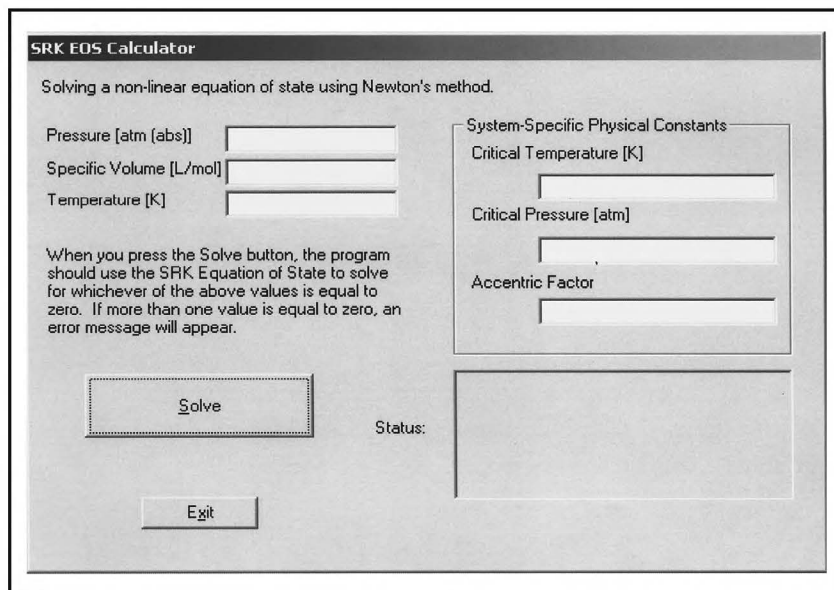 SRK EOS Calculator
Solving a non-linear equation of state using Newton's method.
Pressure [atm (abs)]
Specific Volume [L/mol]
Temperature [K]
When you press the Solve button, the program
should use the SRK Equation of State to solve
for whichever of the above values is equal to
zero. If more than one value is equal to zero, an
error message will appear.
Solve
Exit
System-Specific Physical Constants
Critical Temperature [K]
Critical Pressure [atm]
Accentric Factor
Status: